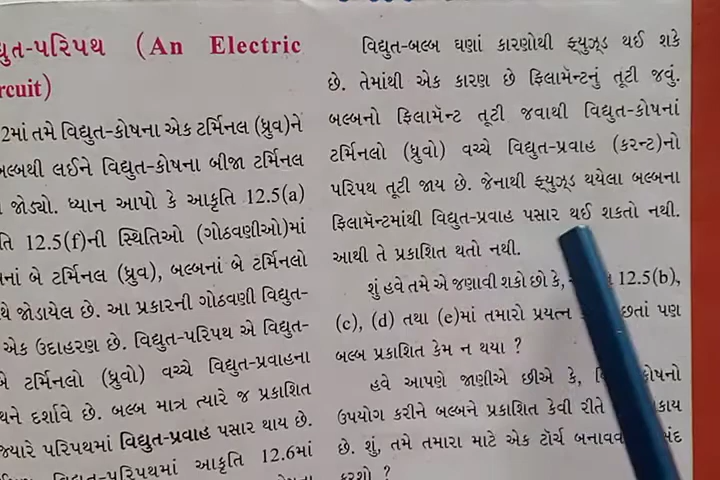 દ્યુત-પરિપથ (An Electric
rcuit)
2માં તમે વિદ્યુત-કોષના એક ટર્મિનલ (ધ્રુવ)ને
બલ્બથી લઈને વિદ્યુત-કોષના બીજા ટર્મિનલ
જોડ્યો. ધ્યાન આપો કે આકૃતિ 12.5(a)
તિ 12.5(f)ની સ્થિતિઓ (ગોઠવણીઓ)માં
નાં બે ટર્મિનલ (ધ્રુવ), બલ્બનાં બે ટર્મિનલો
થે જોડાયેલ છે. આ પ્રકારની ગોઠવણી વિદ્યુત-
એક ઉદાહરણ છે. વિદ્યુત-પરિપથ એ વિદ્યુત-
બે ટર્મિનલો (ધ્રુવો) વચ્ચે વિદ્યુત-પ્રવાહના
થને દર્શાવે છે. બલ્બ માત્ર ત્યારે જ પ્રકાશિત
જ્યારે પરિપથમાં વિદ્યુત-પ્રવાહ પસાર થાય છે.
વિદ્યુત-પરિપથમાં આકૃતિ 12.6માં
વિદ્યુત-બલ્બ ઘણાં કારણોથી ફ્યુઝ્ડ થઈ શકે
છે. તેમાંથી એક કારણ છે ફિલામેન્ટનું તૂટી જવું.
બલ્બનો ફિલામેન્ટ તૂટી જવાથી વિદ્યુત-કોષનાં
ટર્મિનલો (ધ્રુવો) વચ્ચે વિદ્યુત-પ્રવાહ (કરન્ટ)નો
પરિપથ તૂટી જાય છે. જેનાથી ફ્યુઝ્ડ થયેલા બલ્બના
ફિલામૅન્ટમાંથી વિદ્યુત-પ્રવાહ પસાર થઈ શકતો નથી.
આથી તે પ્રકાશિત થતો નથી.
શું હવે તમે એ જણાવી શકો છો કે, 12.5(b),
(c), (d) તથા (e)માં તમારો પ્રયત્ન છતાં પણ
બલ્બ પ્રકાશિત કેમ ન થયા ?
હવે આપણે જાણીએ છીએ કે, કોષનો
ઉપયોગ કરીને બલ્બને પ્રકાશિત કેવી રીતે કાય
છે. શું, તમે તમારા માટે એક ટૉર્ચ બનાવવ સંદ
કરશો ?